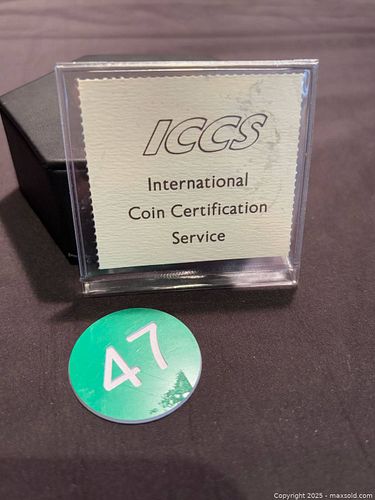 ICCS
International
Coin Certification
Service
47
Copyright 2025 - maxsold.com